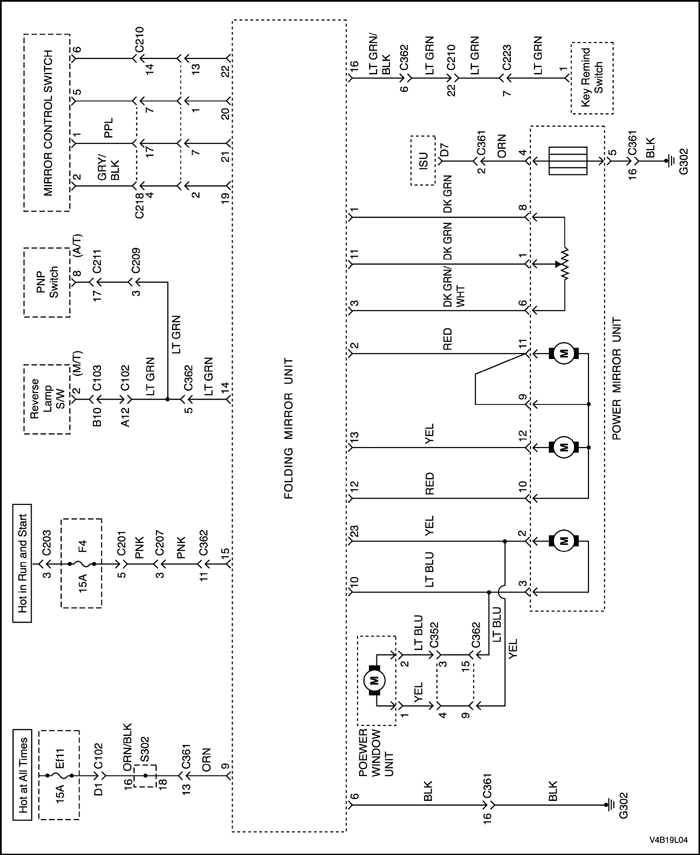 Hot at All Times
Ef11
15A
C102
D1
ORN/BLK
16
S302
18
C361
13
ORN
9
Hot in Run and Start
C203
3
F4
15A
C201
5
PNK
C207
3
PNK
C362
11
15
Reverse
Lamp
S/W
2
(M/T)
C103
B10
C102
A12
LT GRN
C362
5
LT GRN
14
PNP
Switch
8
(A/T)
C211
17
C209
3
LT GRN
MIRROR CONTROL SWITCH
2
1
5
6
GRY/
BLK
PPL
C218
4
17
7
14
C210
2
7
1
13
19
21
20
22
FOLDING MIRROR UNIT
6
10
23
12
13
2
3
11
1
16
BLK
C361
16
BLK
G302
POEWER
WINDOW
UNIT
M
1
2
YEL
LT BLU
C352
4
3
C362
9
15
YEL
LT BLU
LT BLU
YEL
RED
YEL
RED
DK GRN/
WHT
DK GRN
DK GRN
3
2
10
12
9
11
6
1
8
4
5
M
M
M
POWER MIRROR UNIT
ISU
D7
C361
2
ORN
C361
16
BLK
G302
LT GRN/
BLK
C362
6
LT GRN
C210
22
LT GRN
C223
7
LT GRN
1
Key Remind
Switch
V4B19L04